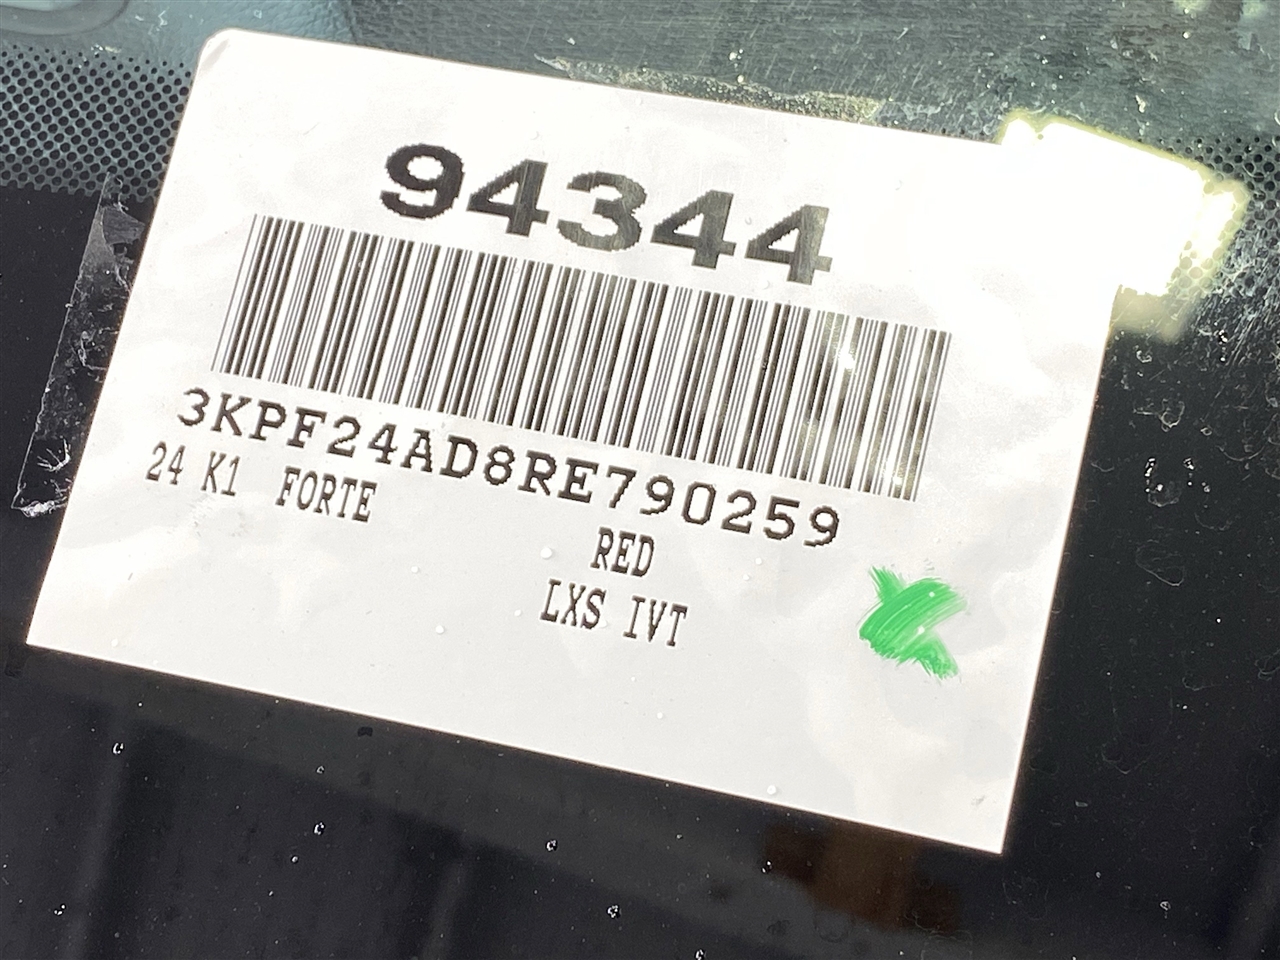 94344
3KPF24AD8RE790259
24 K1 FORTE
RED
LXS IVT